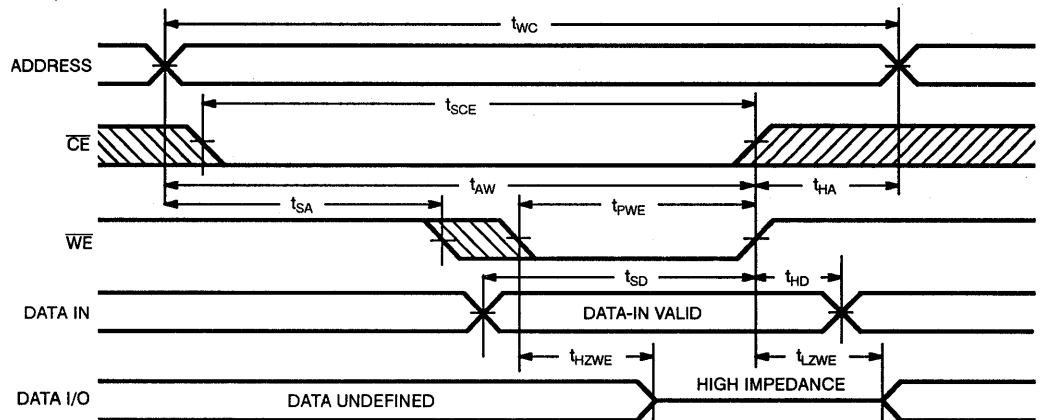 tWC
ADDRESS
tSCE
CE
tAW
tHA
tSA
tPWE
WE
tSD
tHD
DATA IN
DATA-IN VALID
tHZWE
tLZWE
HIGH IMPEDANCE
DATA I/O
DATA UNDEFINED